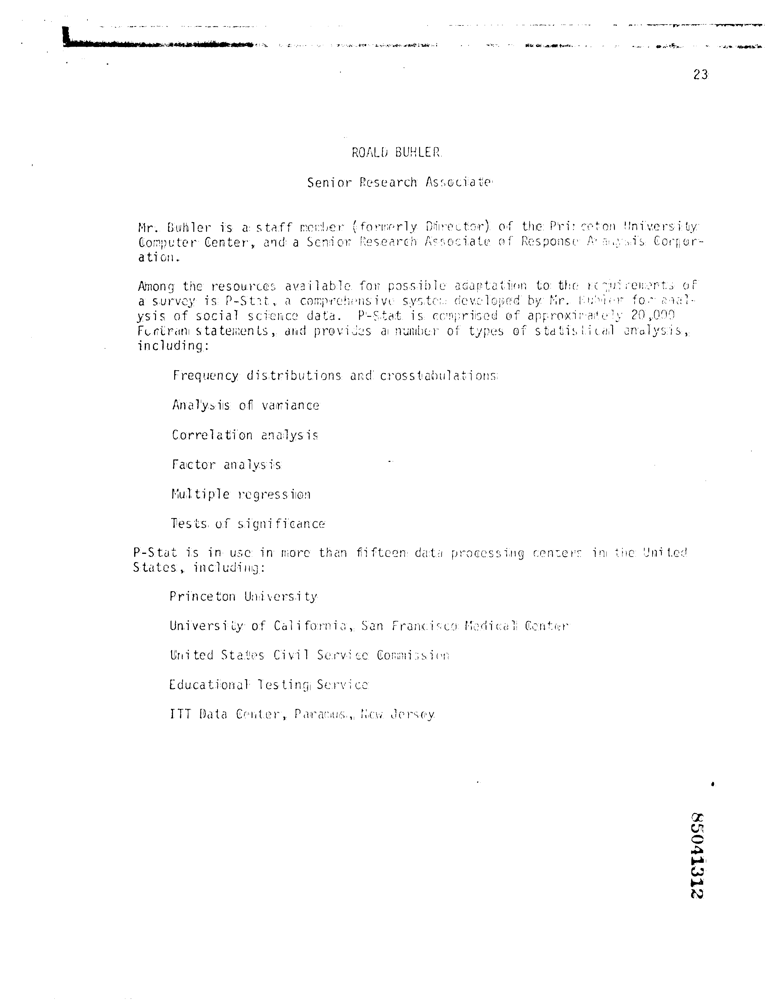 23
ROALD BUHLER
Senior Research Associate
Mr. Buhler is a staff member (formerly Director) of the Princeton University
Computer Center, and a Senior Research Associate of Response Analysis Corpor-
ation.
Among the resources available for possible adaptation to the requirements of
a survey is P-Stat, a comprehensive system developed by Mr. Buhler for anal-
ysis of social science data. P-Stat is comprised of approximately 20,000
Fortran statements, and provides a number of types of statistical analysis,
including:
Frequency distributions and crosstabulations
Analysis of variance
Correlation analysis
Factor analysis
Multiple regression
Tests of significance
P-Stat is in use in more than fifteen data processing centers in the United
States, including:
Princeton University
University of California, San Francisco Medical Center
United States Civil Service Commission
Educational Testing Service
ITT Data Center, Paramus, New Jersey
85041312